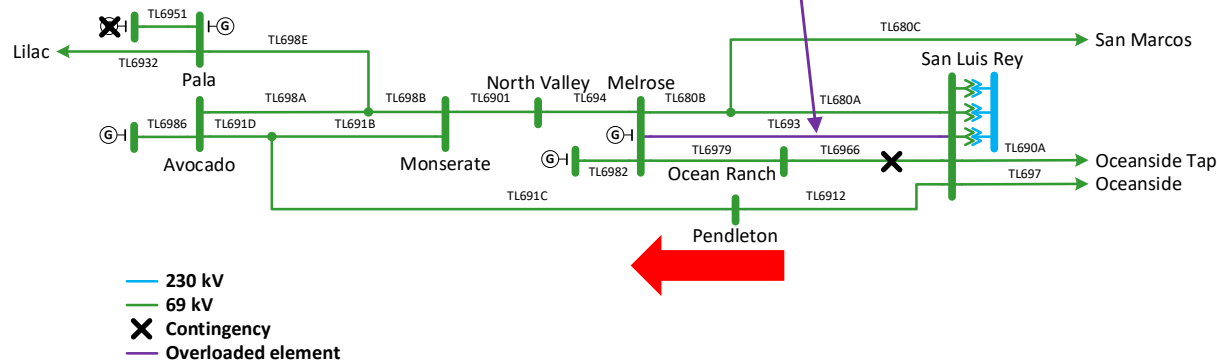 TL6951
G
TL680C
Lilac
TL698E
San Marcos
TL6932
Pala
San Luis Rey
North Valley
Melrose
TL698A
TL698B
TL6901
TL694
TL680B
TL680A
TL6986
TL691D
TL691B
TL693
G
G
Avocado
Monserate
G
TL6979
TL6966
TL690A
TL6982
Ocean Ranch
Oceanside Tap
TL697
Oceanside
TL691C
TL6912
Pendleton
230 kV
69 kV
Contingency
Overloaded element